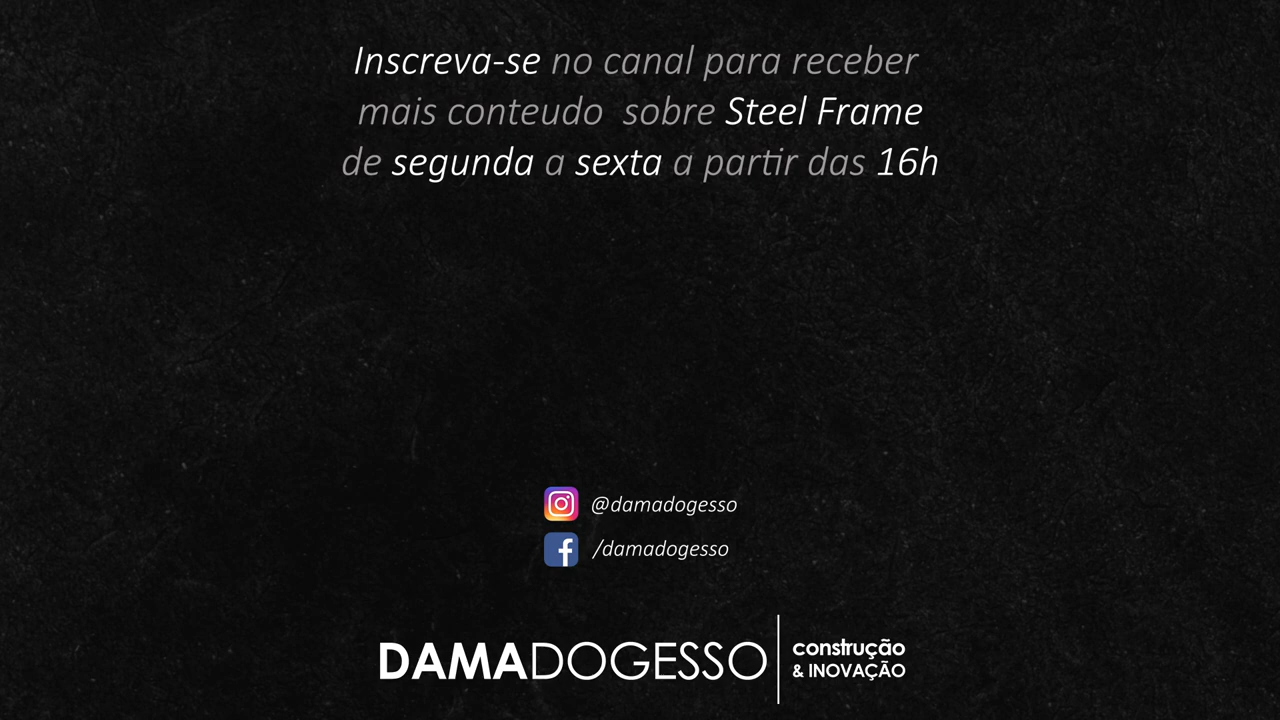 Inscreva-se no canal para receber
mais conteudo sobre Steel Frame
de segunda a sexta a partir das 16h
@damadogesso
/damadogesso
DAMADOGESSO
construção
& INOVAÇÃO